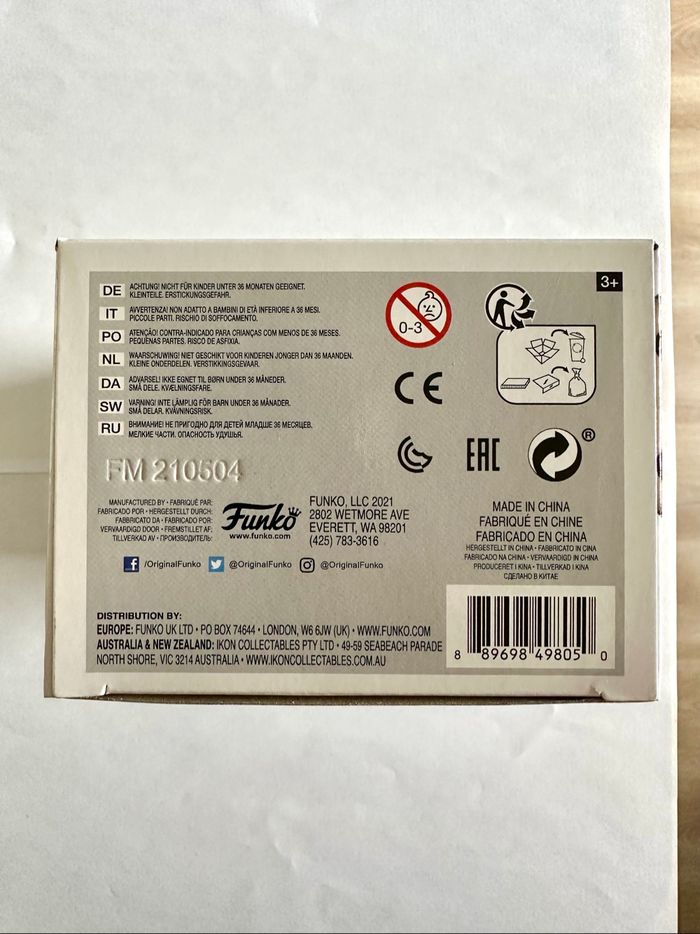 3+
DE ACHTUNG! NICHT FÜR KINDER UNTER 36 MONATEN GEEIGNET.
KLEINTEILE. ERSTICKUNGSGEFAHR.
IT AVVERTENZA! NON ADATTO A BAMBINI DI ETÀ INFERIORE A 36 MESI.
PICCOLE PARTI. RISCHIO DI SOFFOCAMENTO.
PO ATENÇÃO! CONTRA-INDICADO PARA CRIANÇAS COM MENOS DE 36 MESES.
PEQUENAS PARTES. RISCO DE ASFIXIA.
NL WAARSCHUWING! NIET GESCHIKT VOOR KINDEREN JONGER DAN 36 MAANDEN.
KLEINE ONDERDELEN. VERSTIKKINGSGEVAAR.
DA ADVARSEL! IKKE EGNET TIL BØRN UNDER 36 MÅNEDER.
SMÅ DELE. KVÆLNINGSFARE.
SW VARNING! INTE LÄMPLIG FÖR BARN UNDER 36 MÅNADER.
SMÅ DELAR. KVÄVNINGSRISK.
RU ВНИМАНИЕ! НЕ ПРИГОДНО ДЛЯ ДЕТЕЙ МЛАДШЕ 36 МЕСЯЦЕВ.
МЕЛКИЕ ЧАСТИ. ОПАСНОСТЬ УДУШЬЯ.
0-3
CE
EAC
®
FM 210504
MANUFACTURED BY • FABRIQUÉ PAR:
FABRICADO POR • HERGESTELLT DURCH:
FABBRICATO DA • FABRICADO POR:
VERVAARDIGD DOOR • FREMSTILLET AF:
TILLVERKAD AV • ПРОИЗВОДИТЕЛЬ:
Funko
www.funko.com
FUNKO, LLC 2021
2802 WETMORE AVE
EVERETT, WA 98201
(425) 783-3616
MADE IN CHINA
FABRIQUÉ EN CHINE
FABRICADO EN CHINA
HERGESTELLT IN CHINA • FABBRICATO IN CINA
FABRICADO NA CHINA • VERVAARDIGD IN CHINA
PRODUCERET I KINA • TILLVERKAD I KINA
СДЕЛАНО В КИТАЕ
/OriginalFunko @OriginalFunko @OriginalFunko
DISTRIBUTION BY:
EUROPE: FUNKO UK LTD • PO BOX 74644 • LONDON, W6 6JW (UK) • WWW.FUNKO.COM
AUSTRALIA & NEW ZEALAND: IKON COLLECTABLES PTY LTD • 49-59 SEABEACH PARADE
NORTH SHORE, VIC 3214 AUSTRALIA • WWW.IKONCOLLECTABLES.COM.AU
8 89698 49805 0